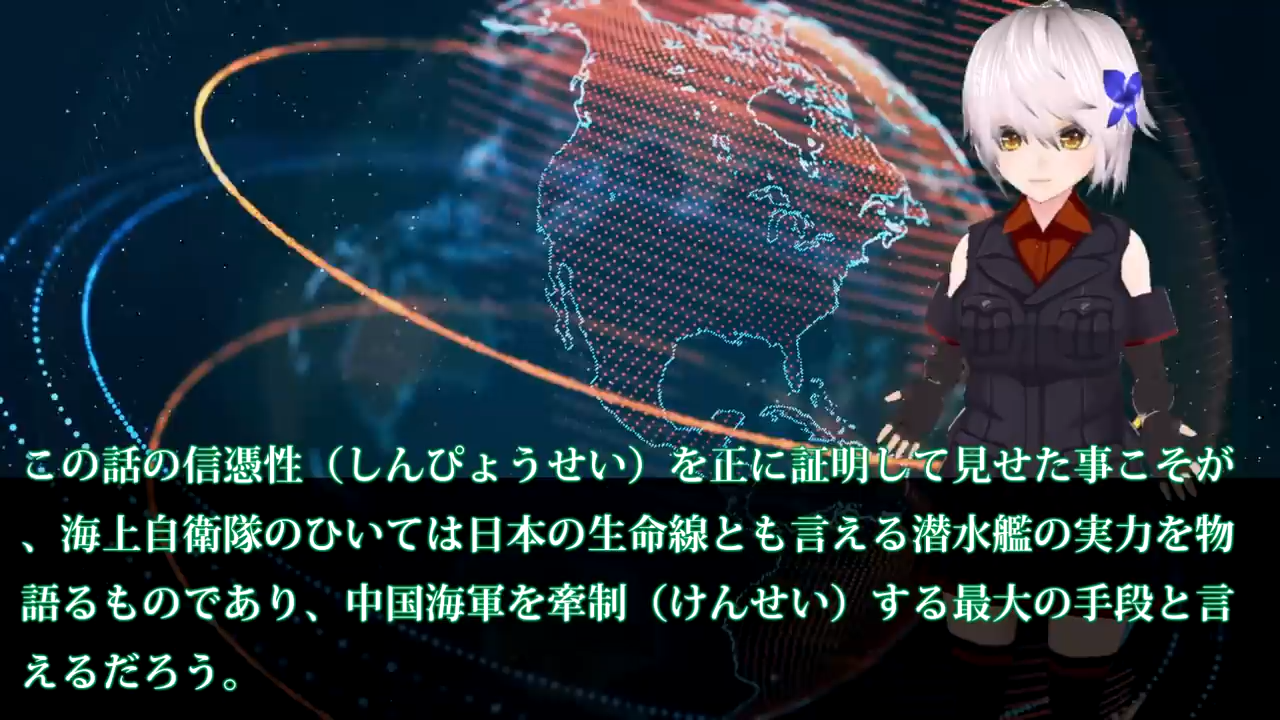 この話の信憑性（しんぴょうせい）を正に証明して見せた事こそが
、海上自衛隊のひいては日本の生命線とも言える潜水艦の実力を物
語るものであり、中国海軍を牽制（けんせい）する最大の手段と言
えるだろう。